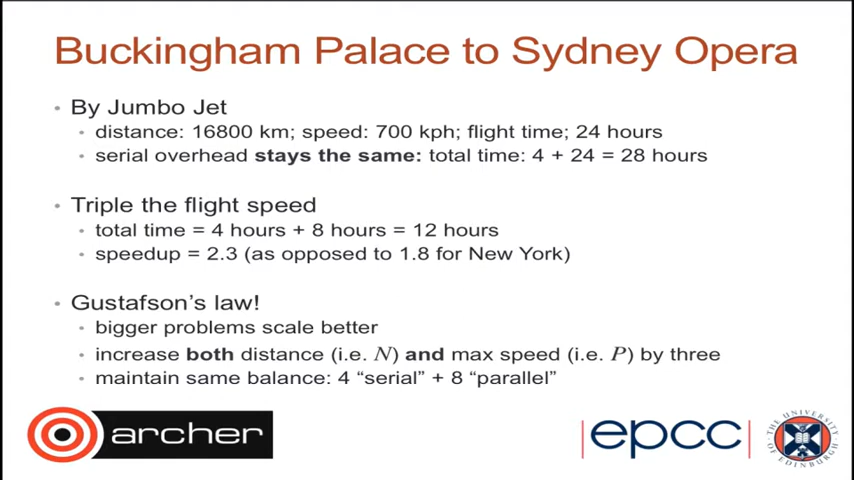 Buckingham Palace to Sydney Opera
• By Jumbo Jet
• distance: 16800 km; speed: 700 kph; flight time; 24 hours
• serial overhead stays the same: total time: 4 + 24 = 28 hours
• Triple the flight speed
• total time = 4 hours + 8 hours = 12 hours
• speedup = 2.3 (as opposed to 1.8 for New York)
• Gustafson's law!
• bigger problems scale better
• increase both distance (i.e. N) and max speed (i.e. P) by three
• maintain same balance: 4 “serial” + 8 “parallel”
archer
epcc
THE UNIVERSITY OF EDINBURGH